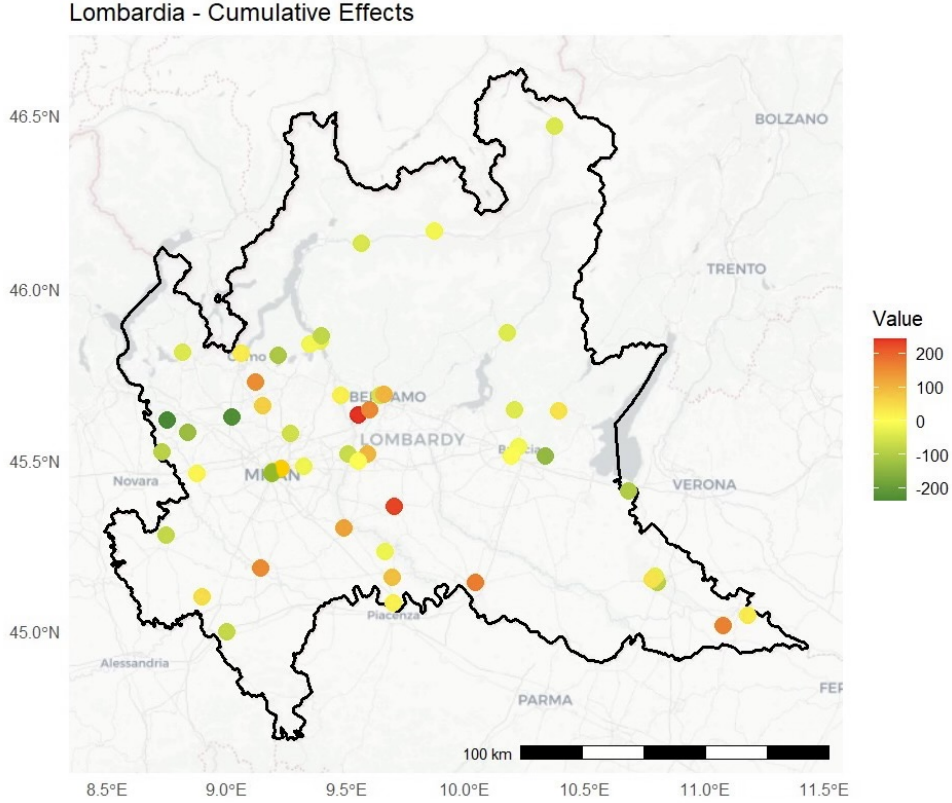 Lombardia - Cumulative Effects
46.5°N
46.0°N
45.5°N
45.0°N
BOLZANO
TRENTO
Como
LOMBARDY
Novara
MILAN
VERONA
Piacenza
Alessandria
PARMA
FER
100 km
8.5°E 9.0°E 9.5°E 10.0°E 10.5°E 11.0°E 11.5°E
Value
200
100
0
-100
-200